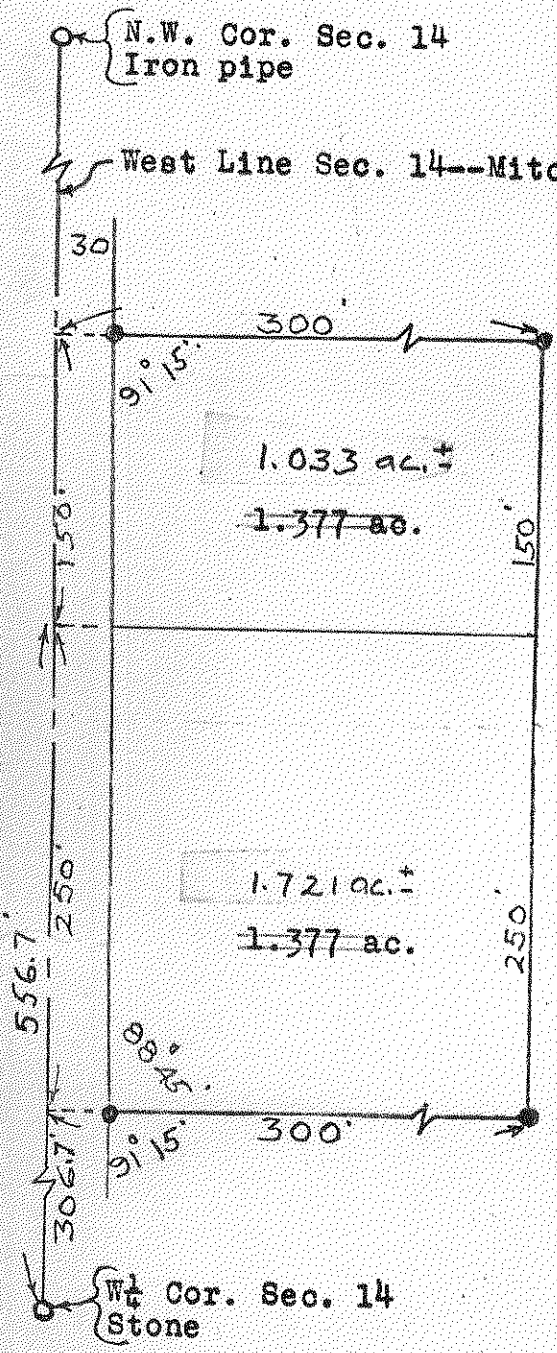 N.W. Cor. Sec. 14
Iron pipe
West Line Sec. 14--Mitc
30
300'
91° 15'
1.033 ac.±
1.377 ac.
150'
150'
1.721 ac.±
1.377 ac.
250'
250'
556.7'
88° 45'
300'
91° 15'
306.7'
W¼ Cor. Sec. 14
Stone